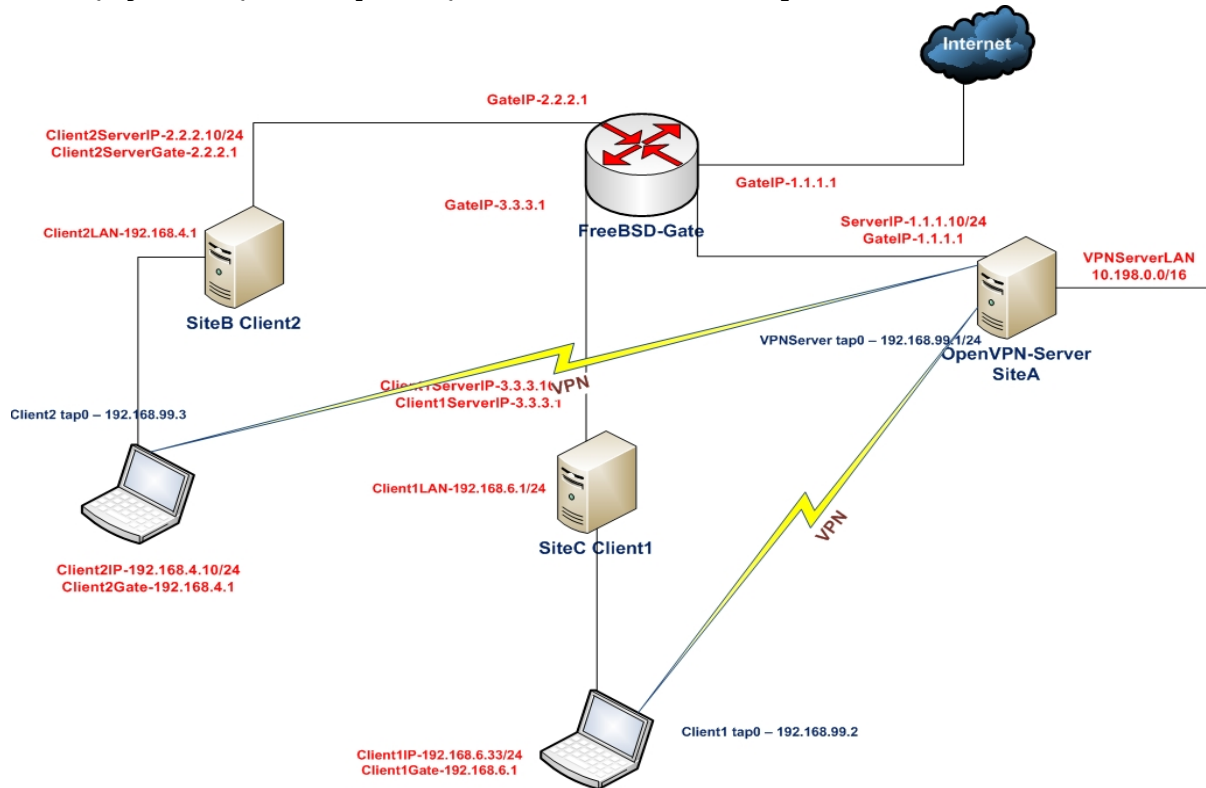 Internet
GateIP-2.2.2.1
Client2ServerIP-2.2.2.10/24
Client2ServerGate-2.2.2.1
GateIP-1.1.1.1
GateIP-3.3.3.1
FreeBSD-Gate
ServerIP-1.1.1.10/24
GateIP-1.1.1.1
Client2LAN-192.168.4.1
VPNServerLAN
10.198.0.0/16
SiteB Client2
VPNServer tap0 – 192.168.99.1/24
OpenVPN-Server
SiteA
Client1ServerIP-3.3.3.1
VPN
Client1ServerIP-3.3.3.1
Client2 tap0 – 192.168.99.3
Client1LAN-192.168.6.1/24
VPN
SiteC Client1
Client2IP-192.168.4.10/24
Client2Gate-192.168.4.1
Client1 tap0 – 192.168.99.2
Client1IP-192.168.6.33/24
Client1Gate-192.168.6.1